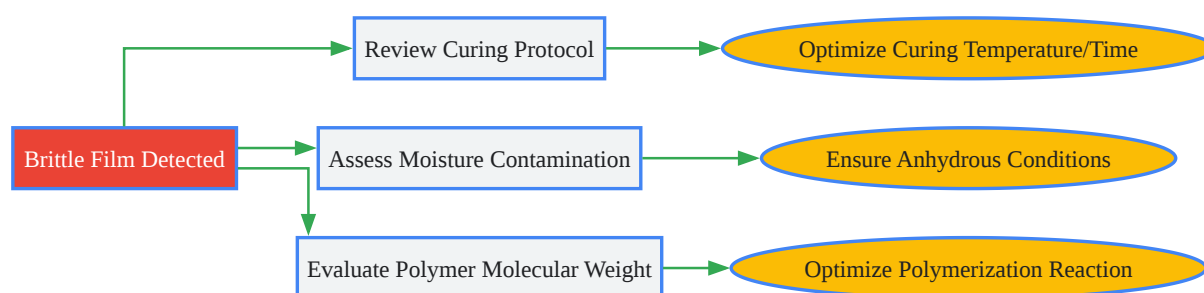 Review Curing Protocol
Optimize Curing Temperature/Time
Brittle Film Detected
Assess Moisture Contamination
Ensure Anhydrous Conditions
Evaluate Polymer Molecular Weight
Optimize Polymerization Reaction